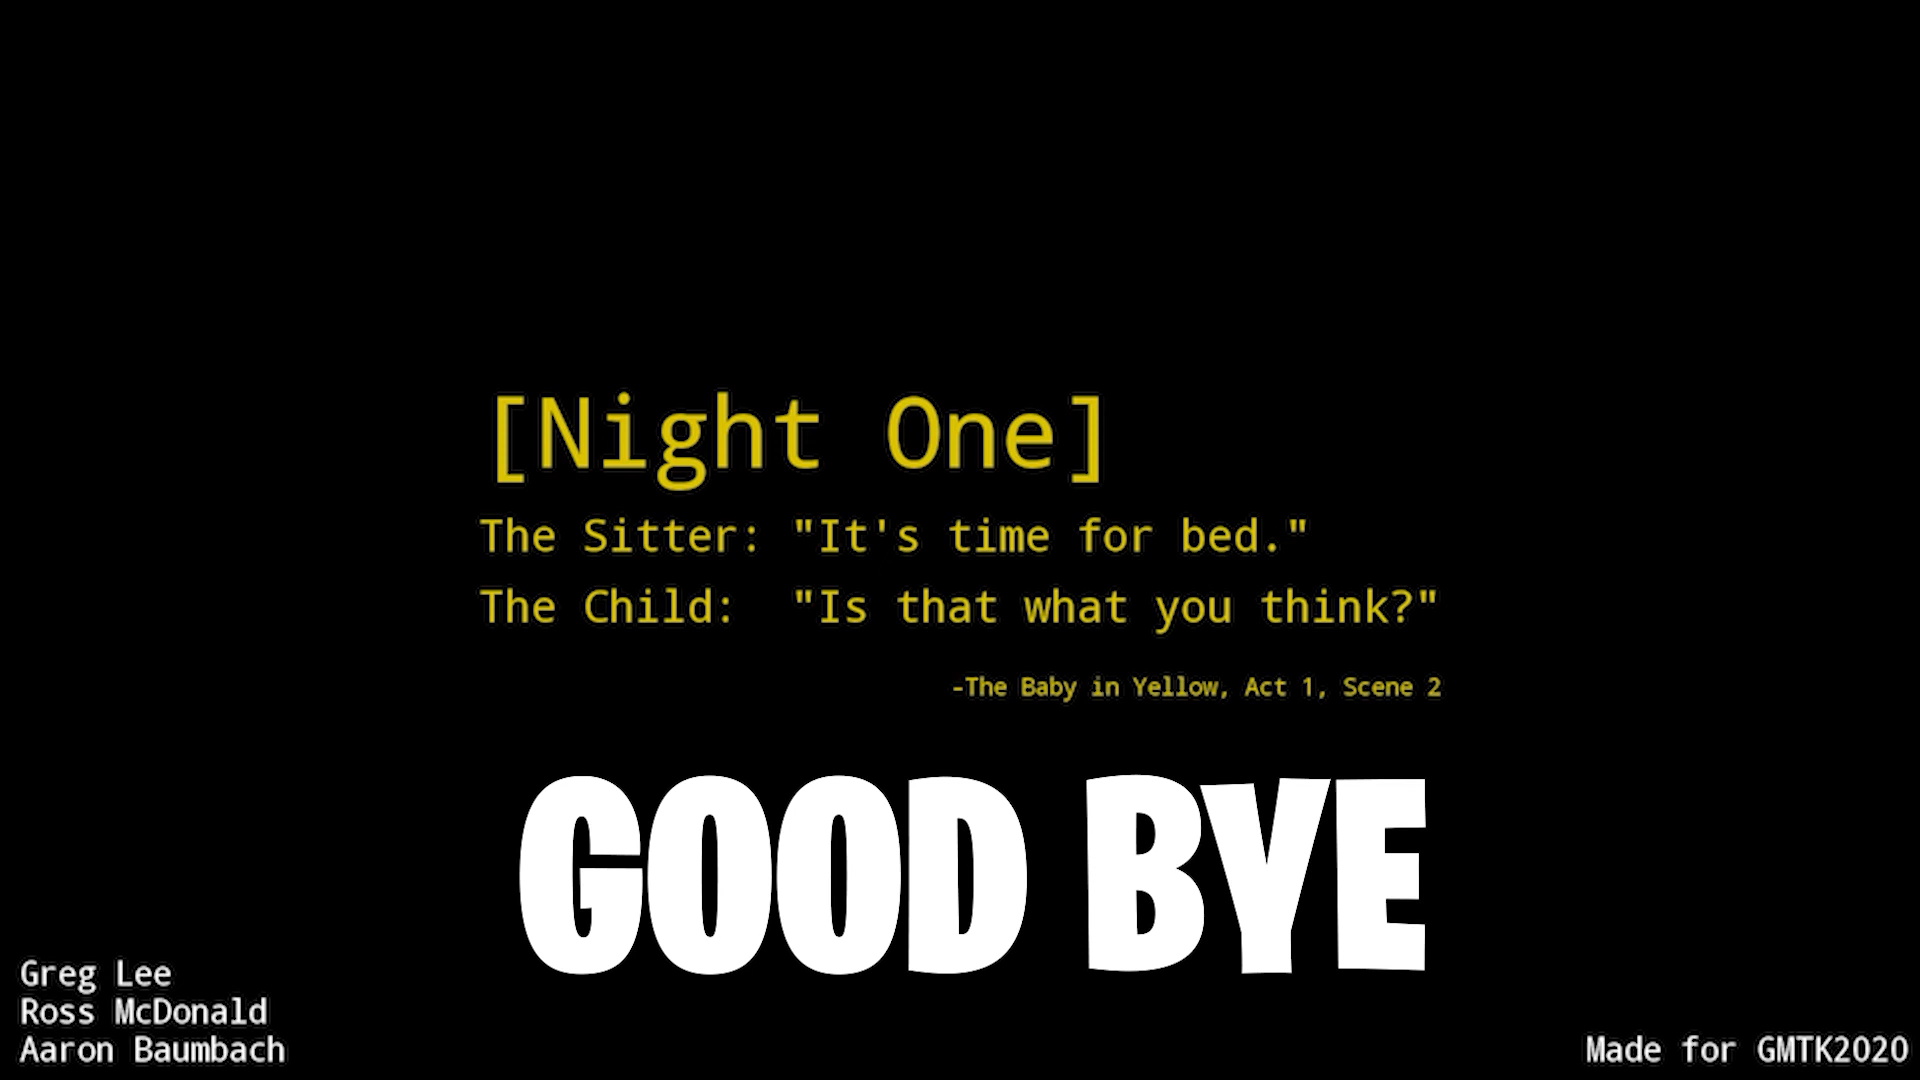 [Night One]
The Sitter: "It's time for bed."
The Child:  "Is that what you think?"
-The Baby in Yellow, Act 1, Scene 2
GOOD BYE
Greg Lee
Ross McDonald
Aaron Baumbach
Made for GMTK2020